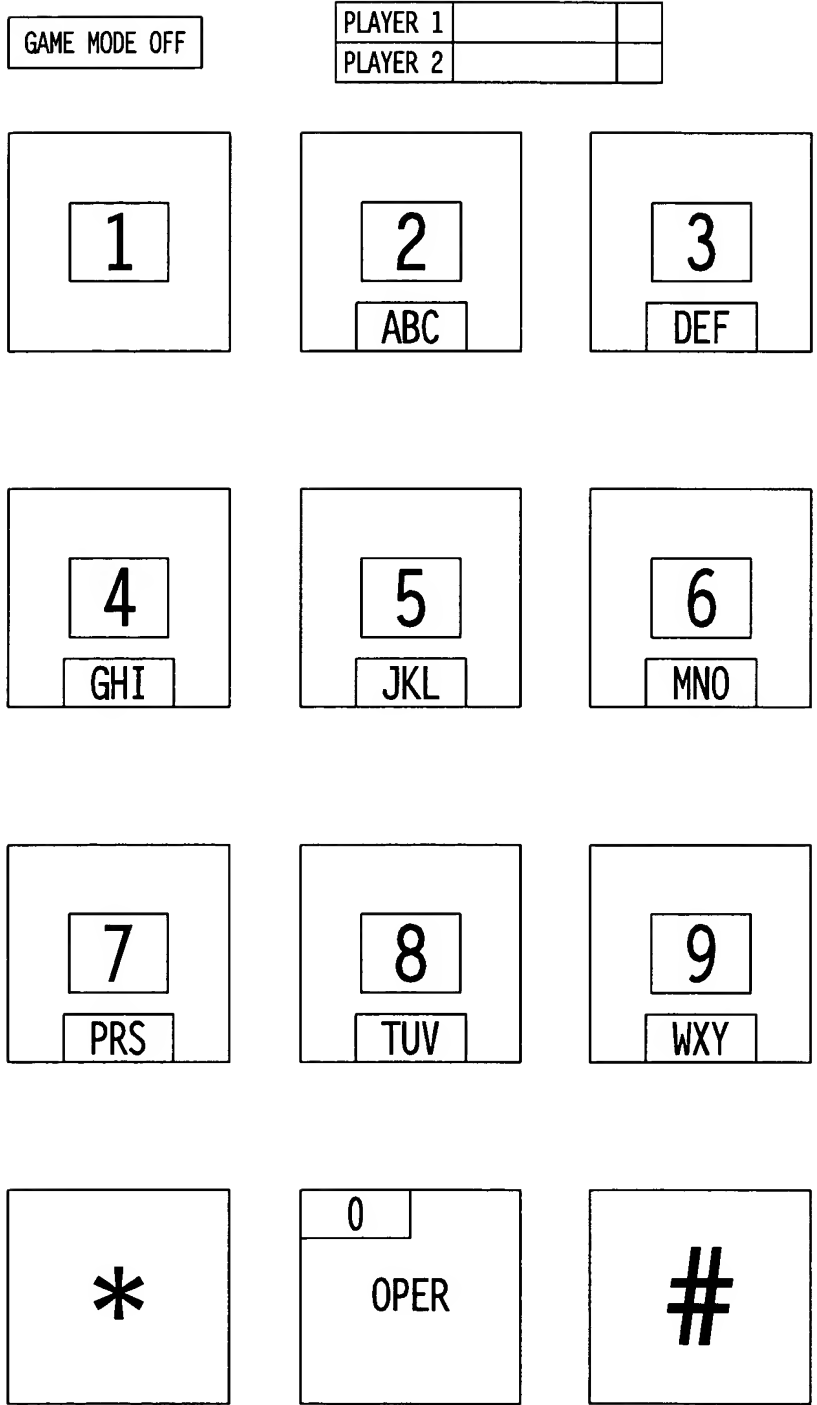 GAME MODE OFF
PLAYER 1
PLAYER 2
1 2 3
ABC DEF
4 5 6
GHI JKL MNO
7 8 9
PRS TUV WXY
0
* OPER #